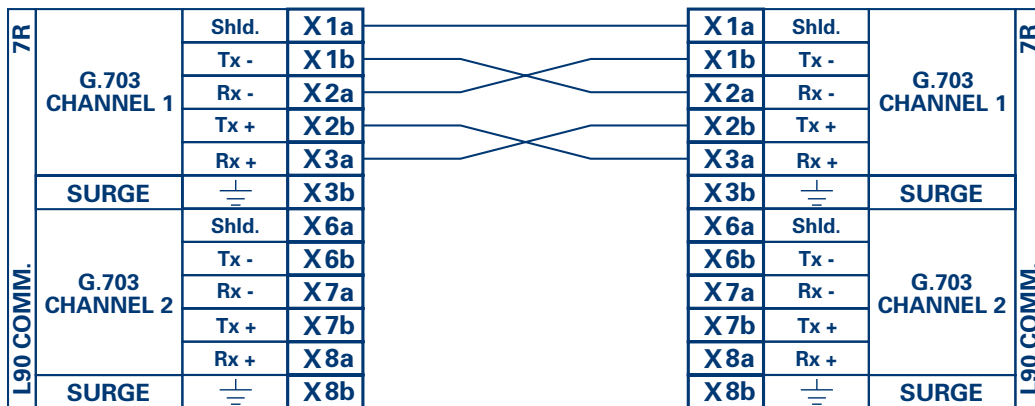 7R
L90 COMM.
G.703
CHANNEL 1
Shld. X1a
Tx - X1b
Rx - X2a
Tx + X2b
Rx + X3a
SURGE X3b
G.703
CHANNEL 2
Shld. X6a
Tx - X6b
Rx - X7a
Tx + X7b
Rx + X8a
SURGE X8b
X1a Shld.
X1b Tx -
X2a Rx -
X2b Tx +
X3a Rx +
G.703
CHANNEL 1
X3b SURGE
X6a Shld.
X6b Tx -
X7a Rx -
X7b Tx +
X8a Rx +
G.703
CHANNEL 2
X8b SURGE
7R
L90 COMM.